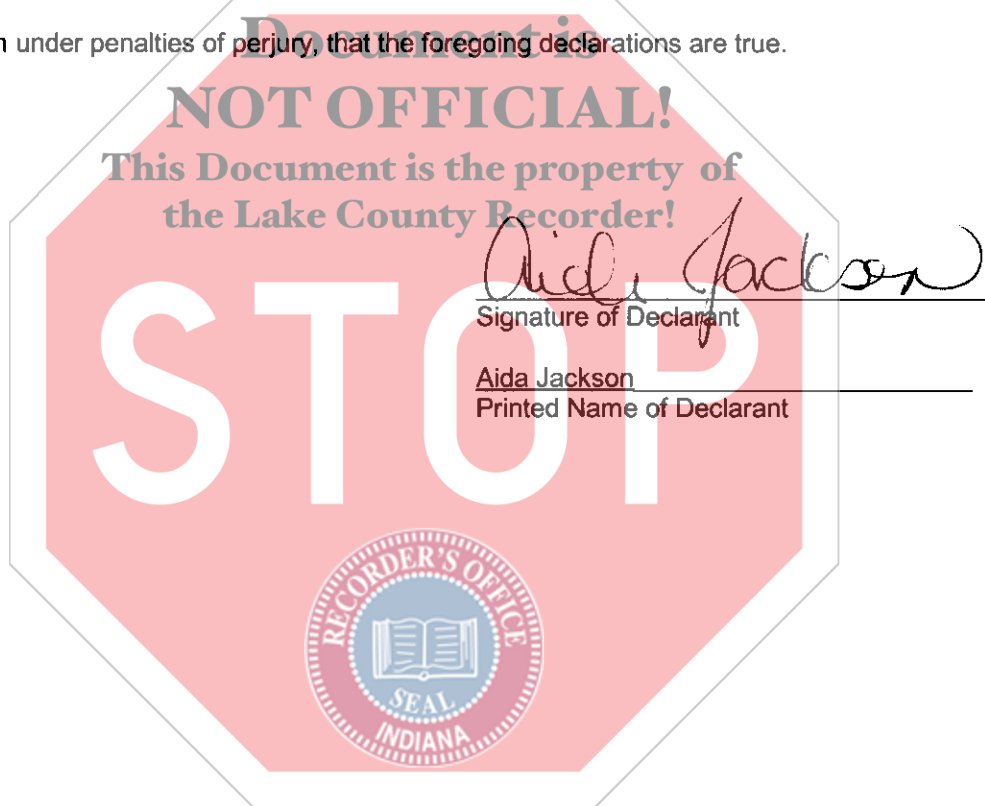 Document is
n under penalties of perjury, that the foregoing declarations are true.
NOT OFFICIAL!
This Document is the property of
the Lake County Recorder!
Aida Jackson
Signature of Declarant
Aida Jackson
Printed Name of Declarant
STOP
RECORDER'S OFFICE
SEAL
INDIANA